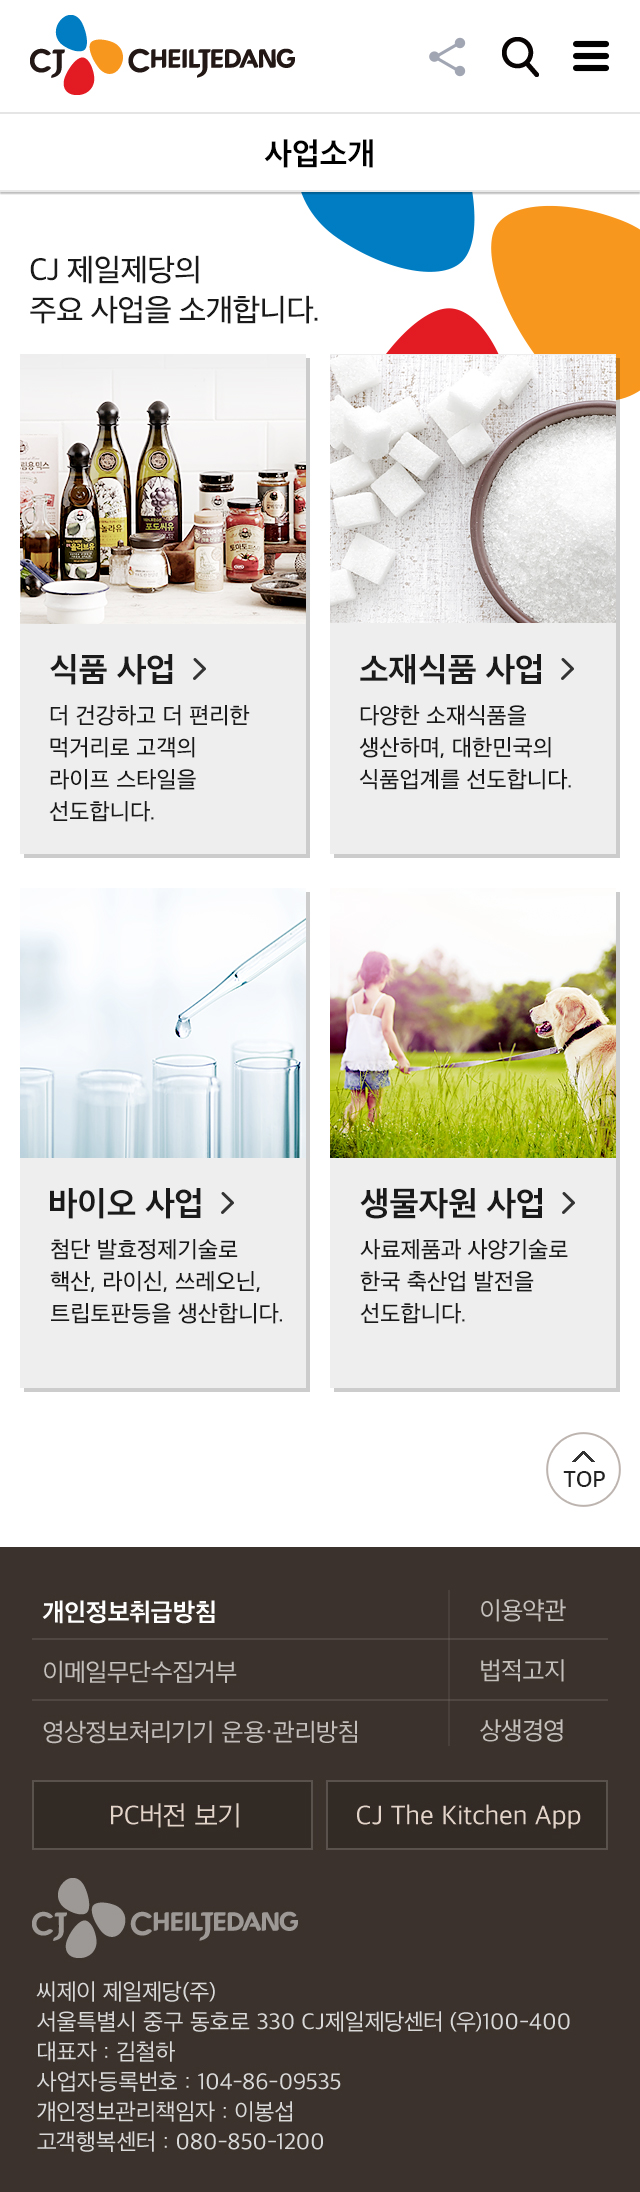 CJ CHEILJEDANG
사업소개
CJ 제일제당의
주요 사업을 소개합니다.
올리브유
포도씨유
식품 사업
더 건강하고 더 편리한
먹거리로 고객의
라이프 스타일을
선도합니다.
소재식품 사업
다양한 소재식품을
생산하며, 대한민국의
식품업계를 선도합니다.
바이오 사업
첨단 발효정제기술로
핵산, 라이신, 쓰레오닌,
트립토판등을 생산합니다.
생물자원 사업
사료제품과 사양기술로
한국 축산업 발전을
선도합니다.
TOP
개인정보취급방침
이용약관
이메일무단수집거부
법적고지
영상정보처리기기 운용·관리방침
상생경영
PC버전 보기
CJ The Kitchen App
CJ CHEILJEDANG
씨제이 제일제당(주)
서울특별시 중구 동호로 330 CJ제일제당센터 (우)100-400
대표자 : 김철하
사업자등록번호 : 104-86-09535
개인정보관리책임자 : 이봉섭
고객행복센터 : 080-850-1200